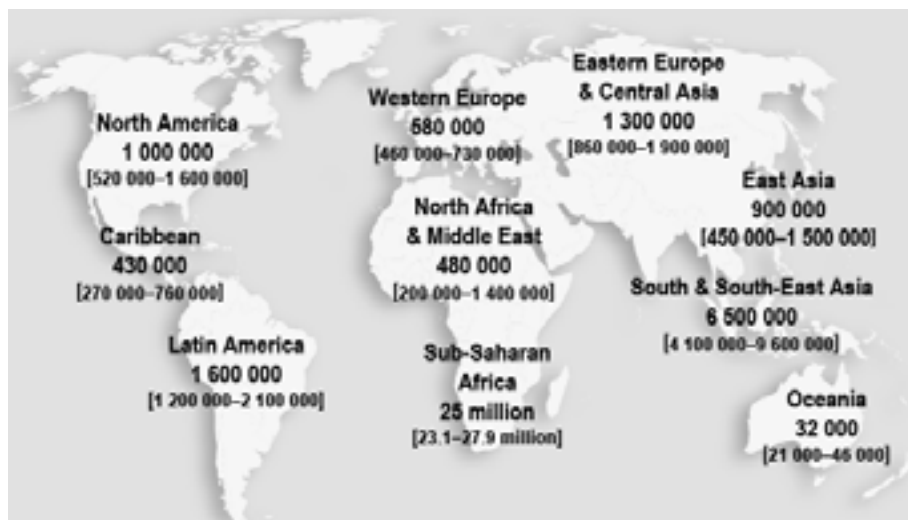 North America
1 000 000
[520 000–1 600 000]
Caribbean
430 000
[270 000–760 000]
Latin America
1 600 000
[1 200 000–2 100 000]
Western Europe
580 000
[460 000–730 000]
North Africa
& Middle East
480 000
[200 000–1 400 000]
Sub-Saharan
Africa
25 million
[23.1–27.9 million]
Eastern Europe
& Central Asia
1 300 000
[860 000–1 900 000]
East Asia
900 000
[450 000–1 500 000]
South & South-East Asia
6 500 000
[4 100 000–9 600 000]
Oceania
32 000
[21 000–46 000]